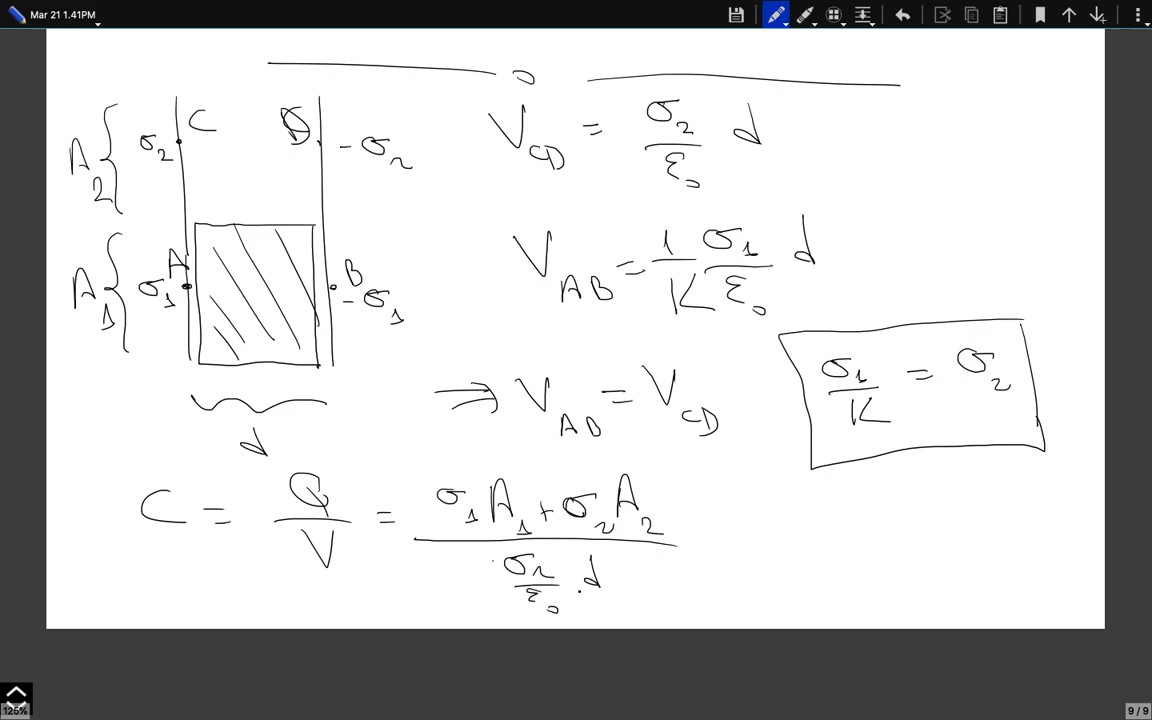 Mar 21 1.41PM
A₂ { σ₂ C D -σ₂
V_CD = σ₂/ε₀ d
A₁ { σ₁ A B -σ₁
V_AB = 1/K σ₁/ε₀ d
σ₁/K = σ₂
⇒ V_AB = V_CD
d
C = Q/V = (σ₁A₁ + σ₂A₂)/(σ₂/ε₀ . d)
125%
9 / 9